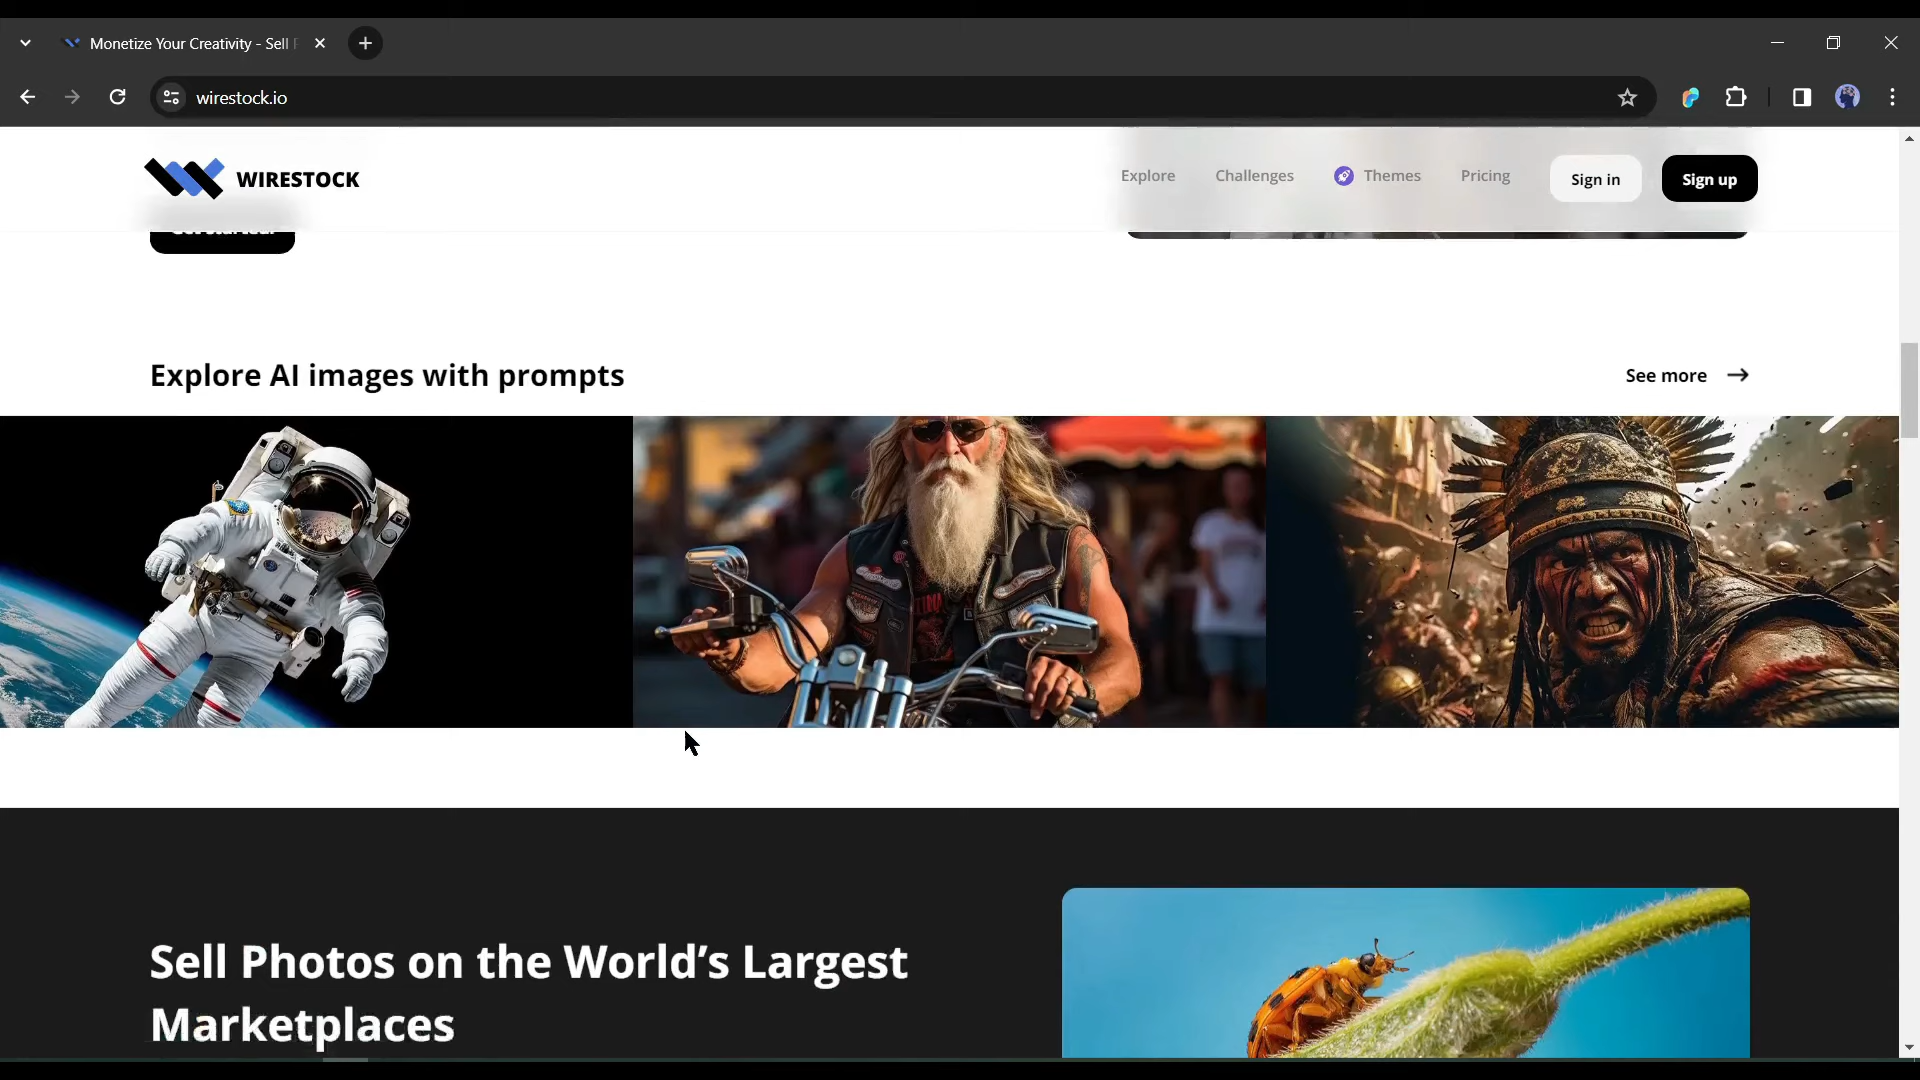 Monetize Your Creativity - Sell
wirestock.io
WIRESTOCK
Explore
Challenges
Themes
Pricing
Sign in
Sign up
Explore AI images with prompts
See more
Sell Photos on the World's Largest
Marketplaces